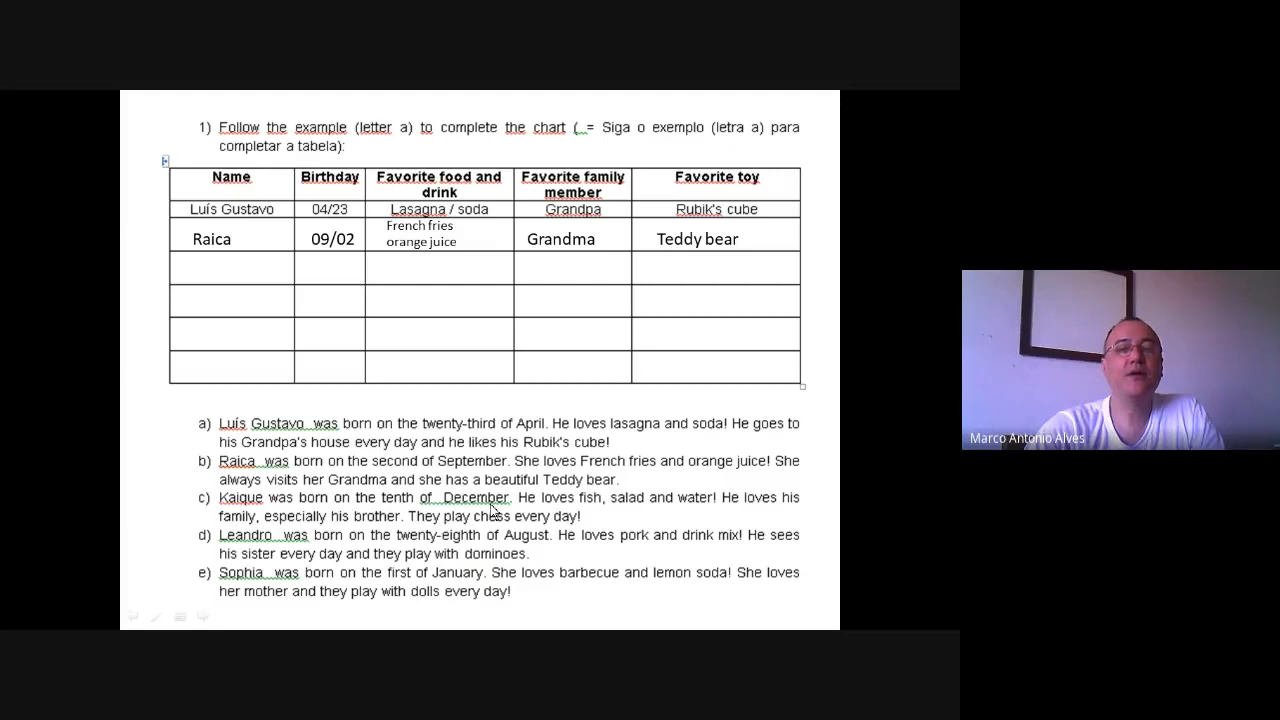 1) Follow the example (letter a) to complete the chart ( = Siga o exemplo (letra a) para
completar a tabela):
Name Birthday Favorite food and drink Favorite family member Favorite toy
Luís Gustavo 04/23 Lasagna / soda Grandpa Rubik's cube
Raica 09/02 French fries orange juice Grandma Teddy bear
a) Luís Gustavo was born on the twenty-third of April. He loves lasagna and soda! He goes to
his Grandpa's house every day and he likes his Rubik's cube!
b) Raica was born on the second of September. She loves French fries and orange juice! She
always visits her Grandma and she has a beautiful Teddy bear.
c) Kaique was born on the tenth of December. He loves fish, salad and water! He loves his
family, especially his brother. They play chess every day!
d) Leandro was born on the twenty-eighth of August. He loves pork and drink mix! He sees
his sister every day and they play with dominoes.
e) Sophia was born on the first of January. She loves barbecue and lemon soda! She loves
her mother and they play with dolls every day!
Marco Antonio Alves